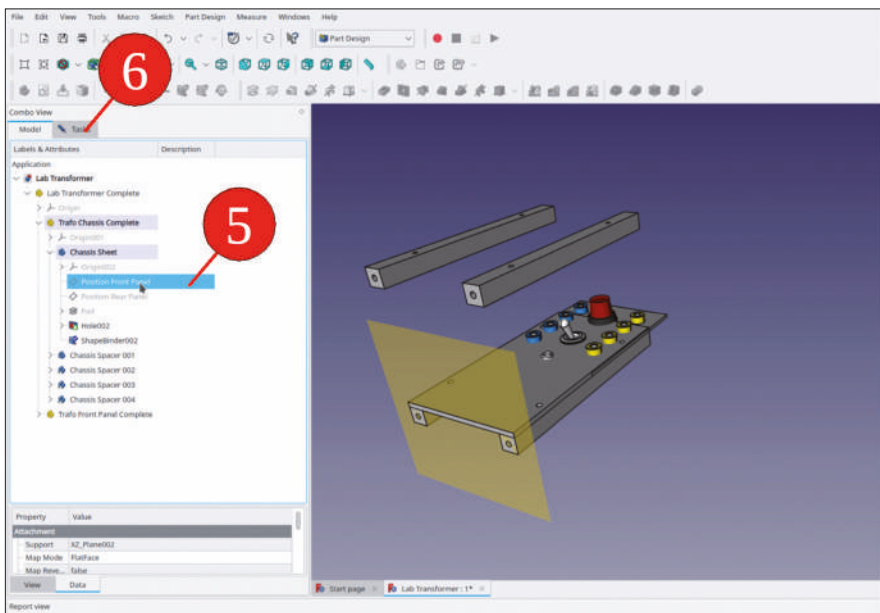 File Edit View Tools Macro Sketch Part Design Measure Windows Help
Part Design
6
Combo View
Model Tasks
Labels & Attributes Description
Application
Lab Transformer
Lab Transformer Complete
Origin
Trafo Chassis Complete
Origin001
Chassis Sheet
Origin002
Position Front Panel
Position Rear Panel
Pad
Hole002
ShapeBinder002
Chassis Spacer 001
Chassis Spacer 002
Chassis Spacer 003
Chassis Spacer 004
Trafo Front Panel Complete
5
Property Value
Attachment
Support XZ_Plane002
Map Mode FlatFace
Map Reve... false
View Data
Start page Lab Transformer : 1*
Report view